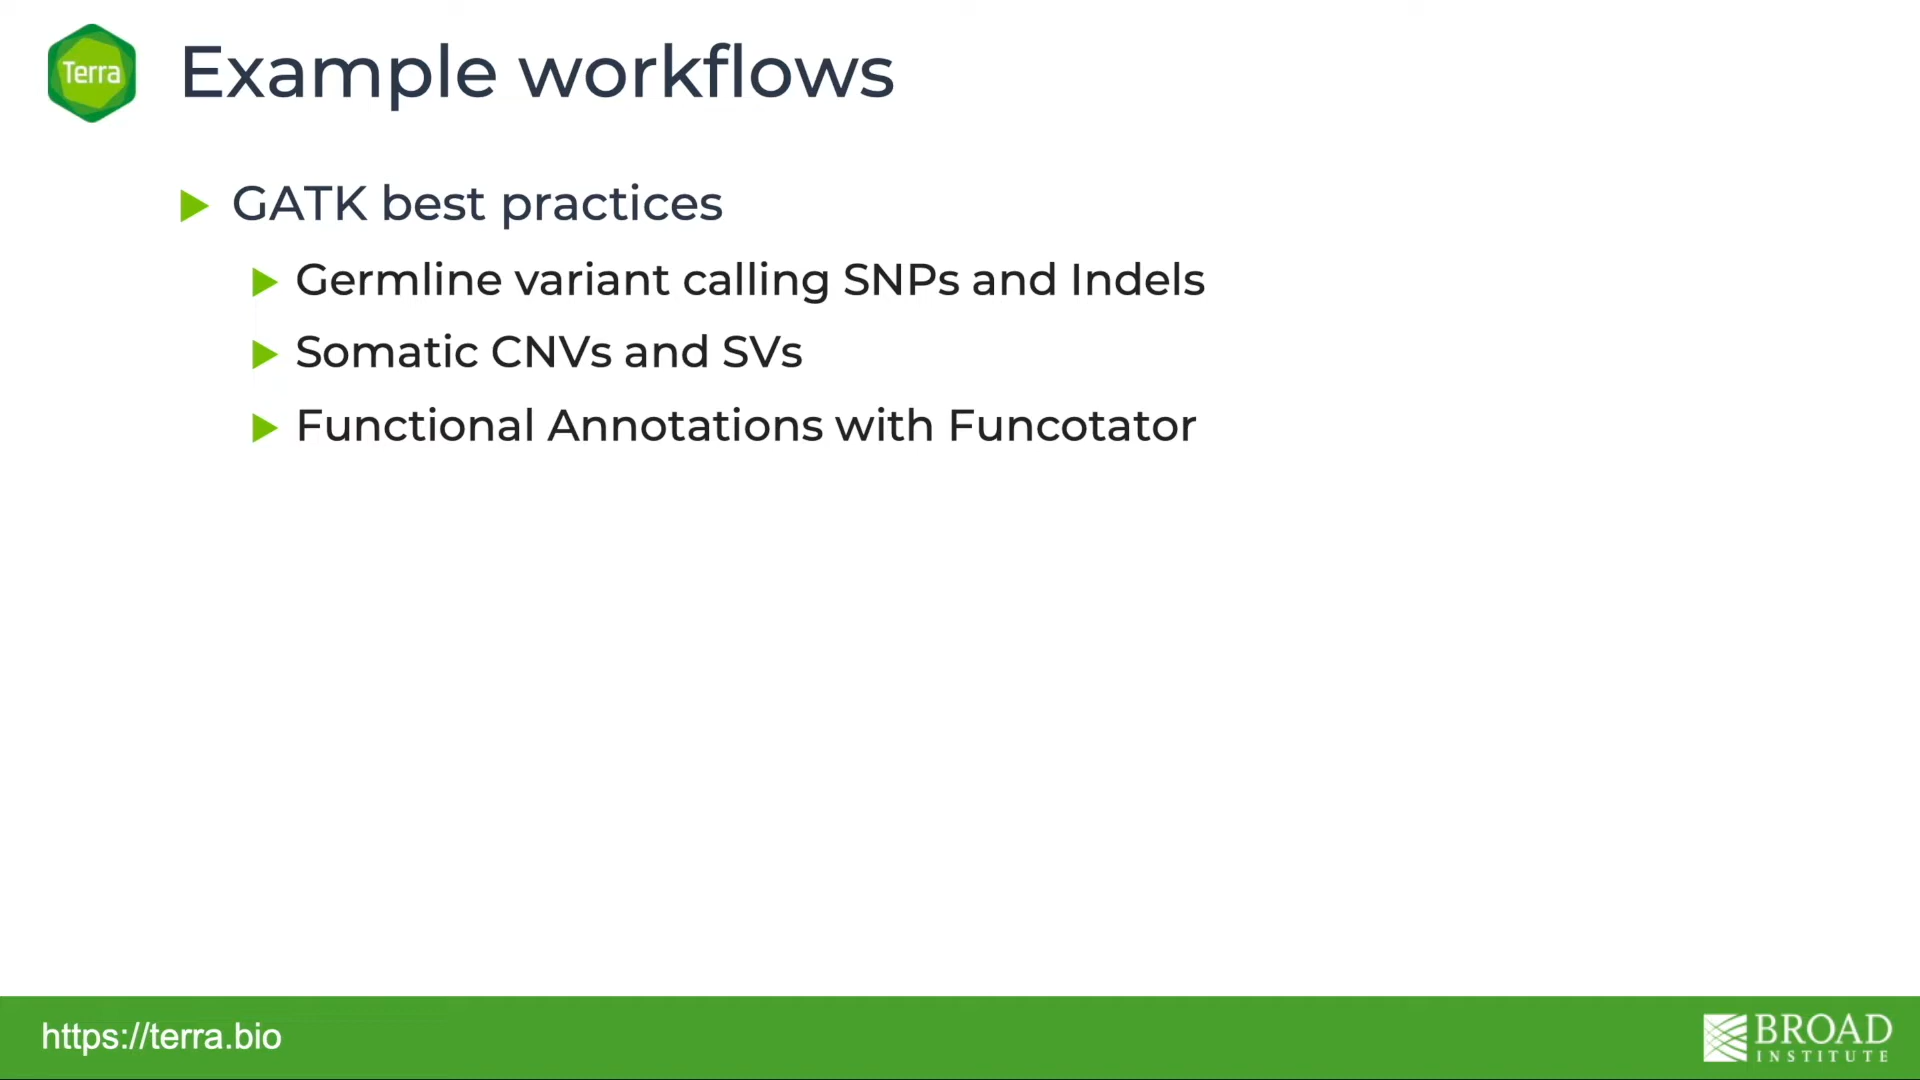 Terra
Example workflows
GATK best practices
Germline variant calling SNPs and Indels
Somatic CNVs and SVs
Functional Annotations with Funcotator
https://terra.bio
BROAD
INSTITUTE